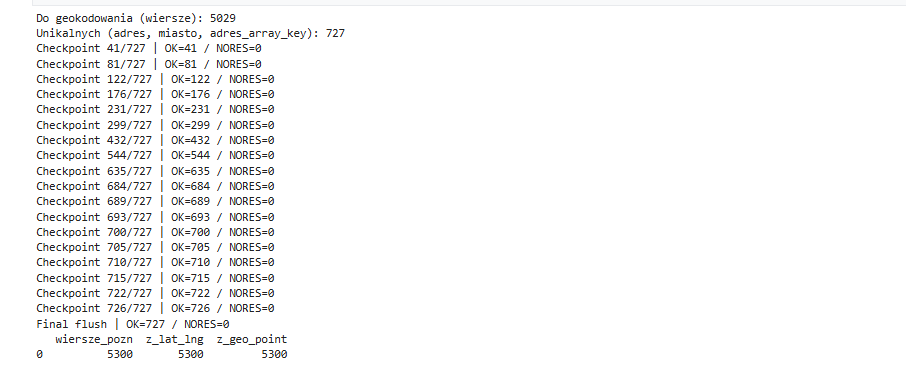 Do geokodowania (wiersze): 5029
Unikalnych (adres, miasto, adres_array_key): 727
Checkpoint 41/727 | OK=41 / NORES=0
Checkpoint 81/727 | OK=81 / NORES=0
Checkpoint 122/727 | OK=122 / NORES=0
Checkpoint 176/727 | OK=176 / NORES=0
Checkpoint 231/727 | OK=231 / NORES=0
Checkpoint 299/727 | OK=299 / NORES=0
Checkpoint 432/727 | OK=432 / NORES=0
Checkpoint 544/727 | OK=544 / NORES=0
Checkpoint 635/727 | OK=635 / NORES=0
Checkpoint 684/727 | OK=684 / NORES=0
Checkpoint 689/727 | OK=689 / NORES=0
Checkpoint 693/727 | OK=693 / NORES=0
Checkpoint 700/727 | OK=700 / NORES=0
Checkpoint 705/727 | OK=705 / NORES=0
Checkpoint 710/727 | OK=710 / NORES=0
Checkpoint 715/727 | OK=715 / NORES=0
Checkpoint 722/727 | OK=722 / NORES=0
Checkpoint 726/727 | OK=726 / NORES=0
Final flush | OK=727 / NORES=0
wiersze_pozn z_lat_lng z_geo_point
0 5300 5300 5300